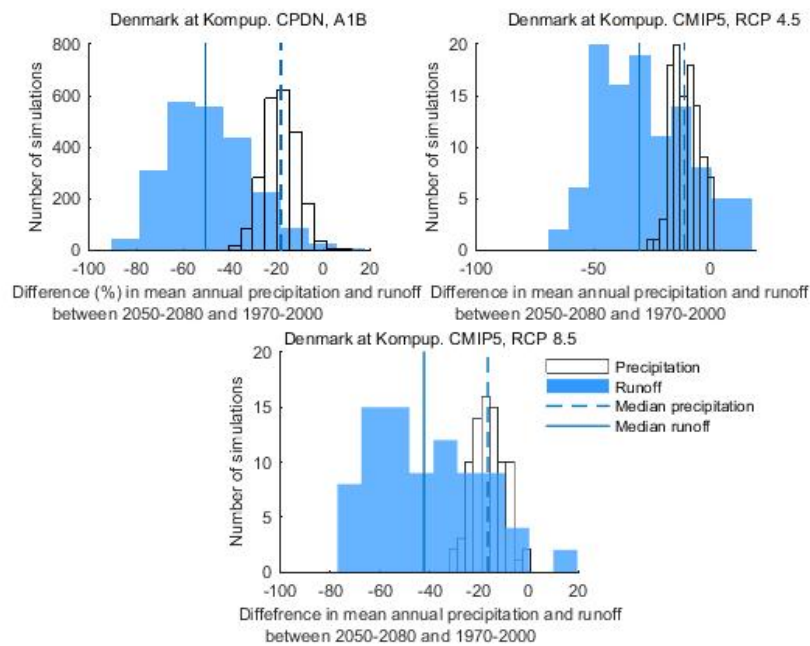 Denmark at Kompup. CPDN, A1B
Number of simulations
800
600
400
200
0
-100 -80 -60 -40 -20 0 20
Difference (%) in mean annual precipitation and runoff
between 2050-2080 and 1970-2000
Denmark at Kompup. CMIP5, RCP 4.5
Number of simulations
20
15
10
5
0
-100 -50 0
Difference in mean annual precipitation and runoff
between 2050-2080 and 1970-2000
Denmark at Kompup. CMIP5, RCP 8.5
Number of simulations
20
15
10
5
0
-100 -80 -60 -40 -20 0 20
Diffefrence in mean annual precipitation and runoff
between 2050-2080 and 1970-2000
Precipitation
Runoff
Median precipitation
Median runoff